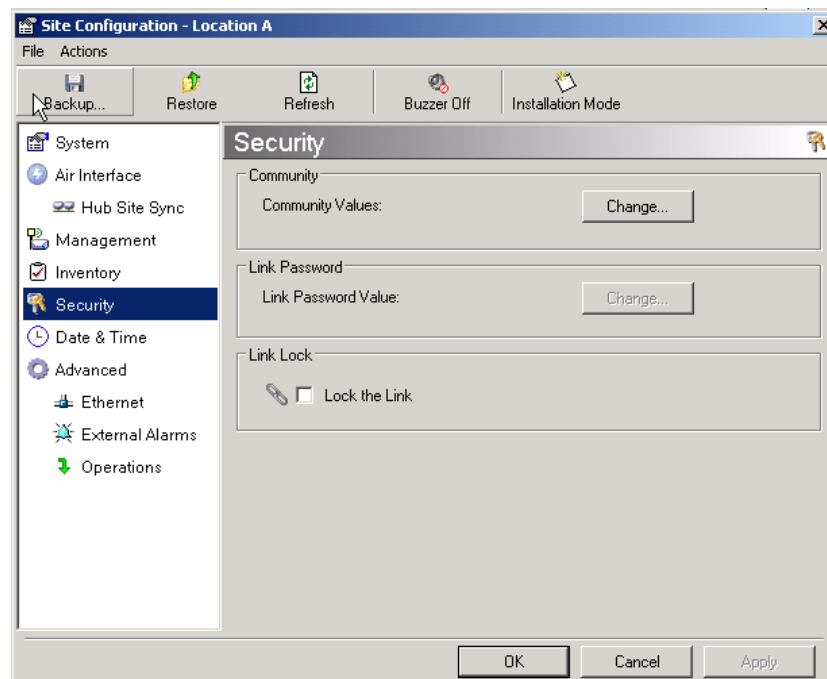 Site Configuration - Location A
File Actions
Backup... Restore Refresh Buzzer Off Installation Mode
System
Air Interface
Hub Site Sync
Management
Inventory
Security
Date & Time
Advanced
Ethernet
External Alarms
Operations
Security
Community
Community Values: Change...
Link Password
Link Password Value: Change...
Link Lock
Lock the Link
OK Cancel Apply